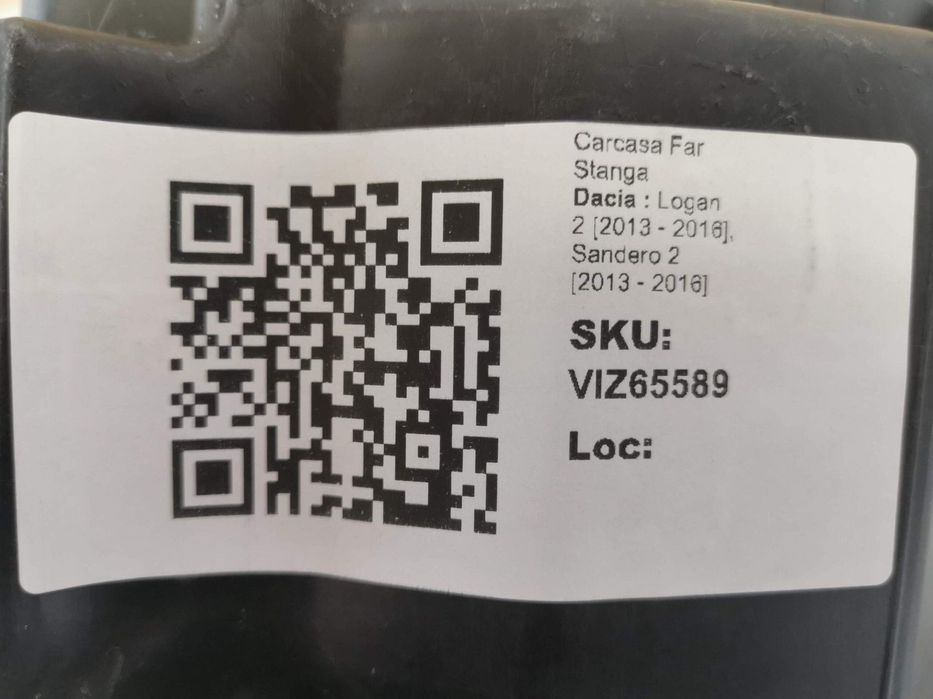 Carcasa Far
Stanga
Dacia : Logan
2 [2013 - 2016],
Sandero 2
[2013 - 2016]
SKU:
VIZ65589
Loc: